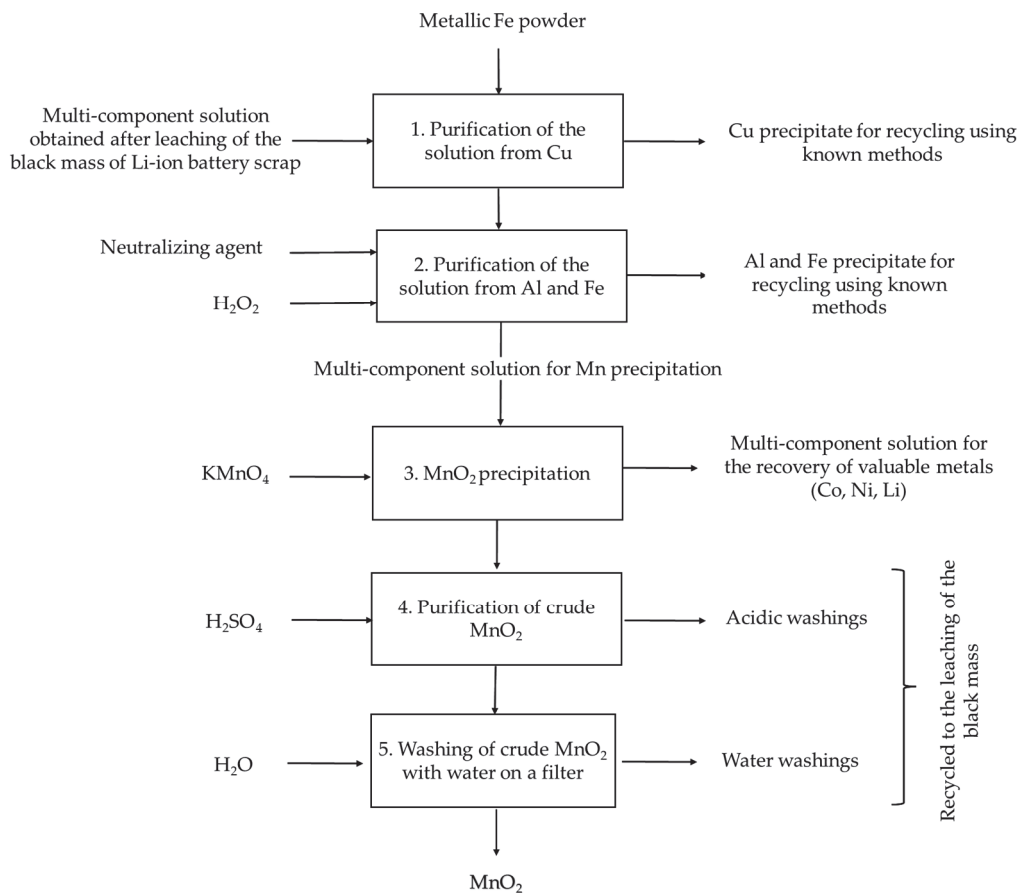 Metallic Fe powder
Multi-component solution
obtained after leaching of the
black mass of Li-ion battery scrap
1. Purification of the
solution from Cu
Cu precipitate for recycling using
known methods
Neutralizing agent
H₂O₂
2. Purification of the
solution from Al and Fe
Al and Fe precipitate for
recycling using known
methods
Multi-component solution for Mn precipitation
KMnO₄
3. MnO₂ precipitation
Multi-component solution for
the recovery of valuable metals
(Co, Ni, Li)
H₂SO₄
4. Purification of crude
MnO₂
Acidic washings
H₂O
5. Washing of crude MnO₂
with water on a filter
Water washings
Recycled to the leaching of the
black mass
MnO₂